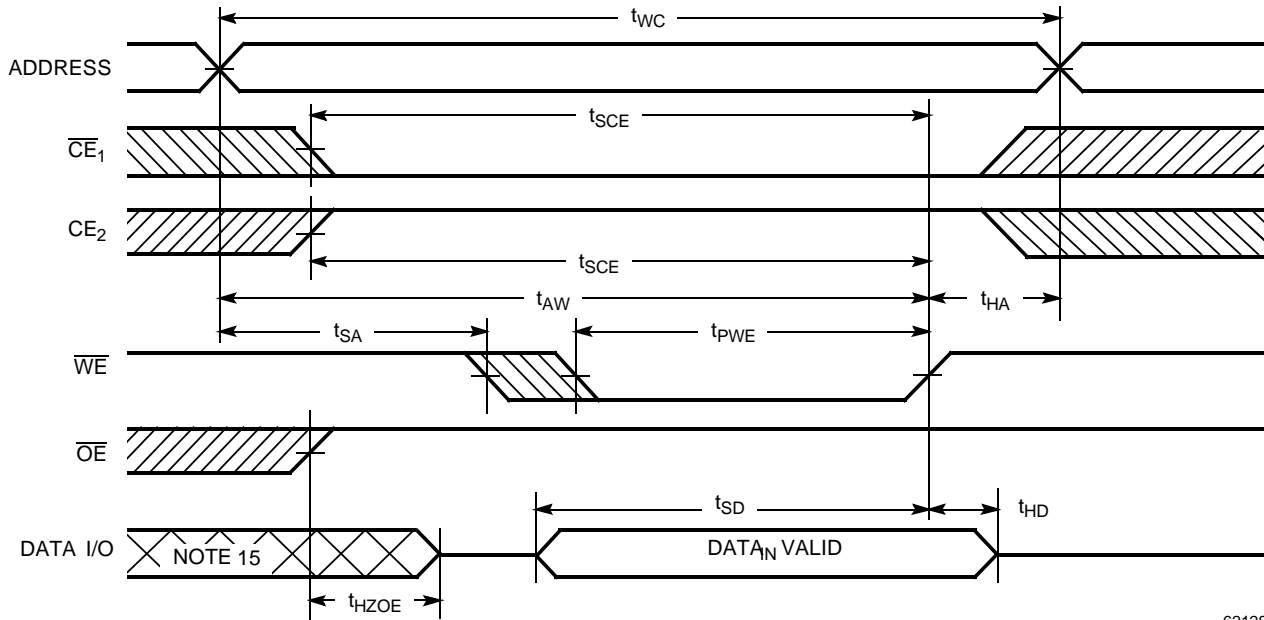 tWC
ADDRESS
tSCE
CE1
CE2
tSCE
tAW
tHA
tSA
tPWE
WE
OE
tSD
tHD
DATA I/O
NOTE 15
DATAIN VALID
tHZOE